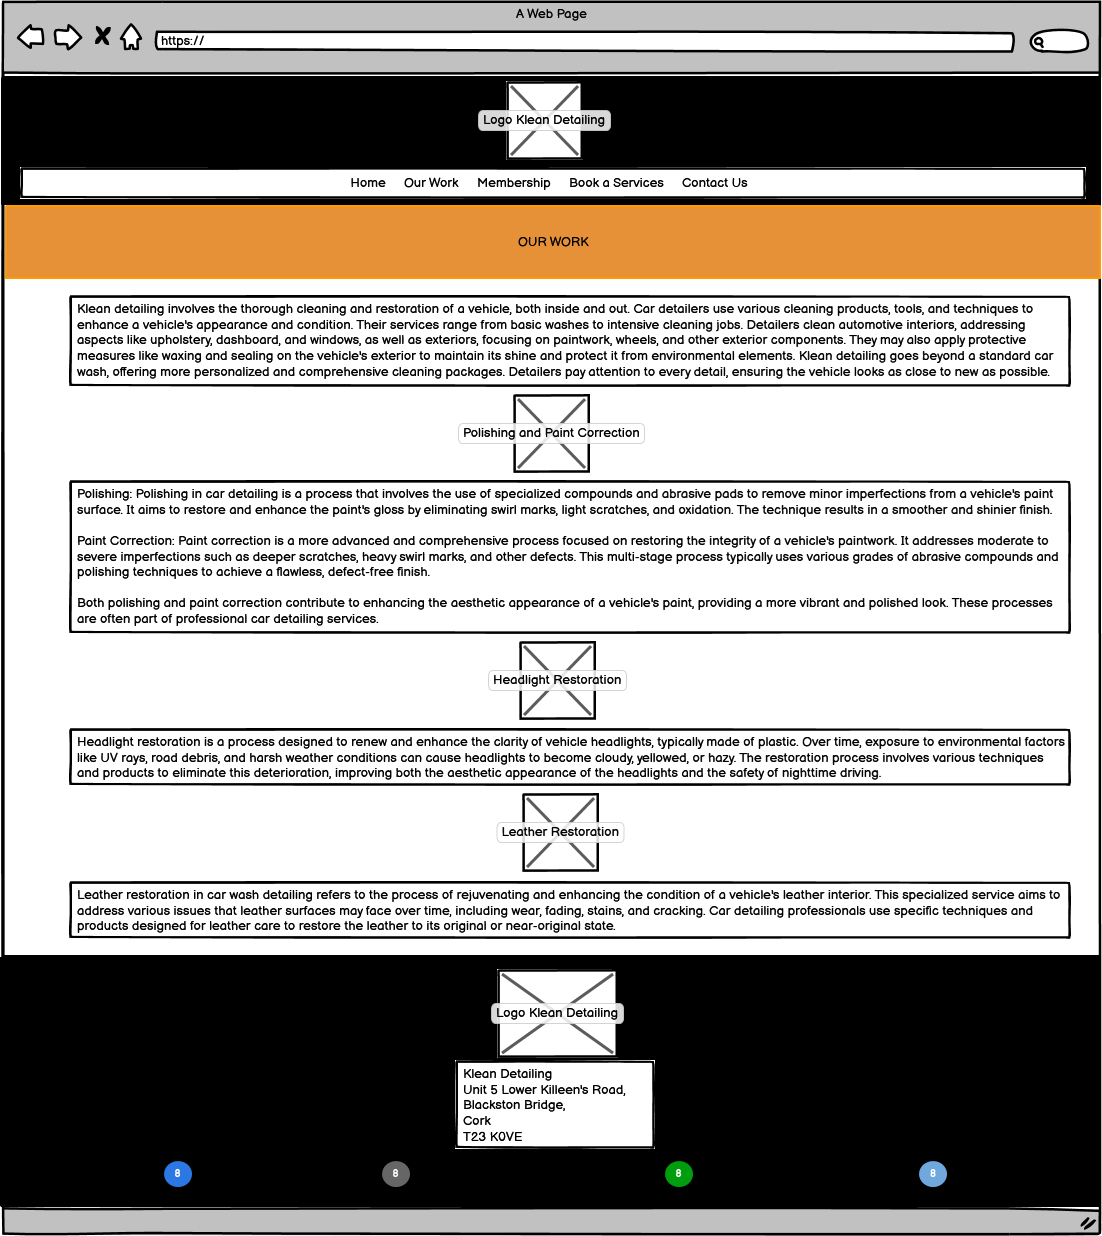 A Web Page
https://
Logo Klean Detailing
Home Our Work Membership Book a Services Contact Us
OUR WORK
Klean detailing involves the thorough cleaning and restoration of a vehicle, both inside and out. Car detailers use various cleaning products, tools, and techniques to
enhance a vehicle's appearance and condition. Their services range from basic washes to intensive cleaning jobs. Detailers clean automotive interiors, addressing
aspects like upholstery, dashboard, and windows, as well as exteriors, focusing on paintwork, wheels, and other exterior components. They may also apply protective
measures like waxing and sealing on the vehicle's exterior to maintain its shine and protect it from environmental elements. Klean detailing goes beyond a standard car
wash, offering more personalized and comprehensive cleaning packages. Detailers pay attention to every detail, ensuring the vehicle looks as close to new as possible.
Polishing and Paint Correction
Polishing: Polishing in car detailing is a process that involves the use of specialized compounds and abrasive pads to remove minor imperfections from a vehicle's paint
surface. It aims to restore and enhance the paint's gloss by eliminating swirl marks, light scratches, and oxidation. The technique results in a smoother and shinier finish.
Paint Correction: Paint correction is a more advanced and comprehensive process focused on restoring the integrity of a vehicle's paintwork. It addresses moderate to
severe imperfections such as deeper scratches, heavy swirl marks, and other defects. This multi-stage process typically uses various grades of abrasive compounds and
polishing techniques to achieve a flawless, defect-free finish.
Both polishing and paint correction contribute to enhancing the aesthetic appearance of a vehicle's paint, providing a more vibrant and polished look. These processes
are often part of professional car detailing services.
Headlight Restoration
Headlight restoration is a process designed to renew and enhance the clarity of vehicle headlights, typically made of plastic. Over time, exposure to environmental factors
like UV rays, road debris, and harsh weather conditions can cause headlights to become cloudy, yellowed, or hazy. The restoration process involves various techniques
and products to eliminate this deterioration, improving both the aesthetic appearance of the headlights and the safety of nighttime driving.
Leather Restoration
Leather restoration in car wash detailing refers to the process of rejuvenating and enhancing the condition of a vehicle's leather interior. This specialized service aims to
address various issues that leather surfaces may face over time, including wear, fading, stains, and cracking. Car detailing professionals use specific techniques and
products designed for leather care to restore the leather to its original or near-original state.
Logo Klean Detailing
Klean Detailing
Unit 5 Lower Killeen's Road,
Blackston Bridge,
Cork
T23 K0VE
8 8 8 8